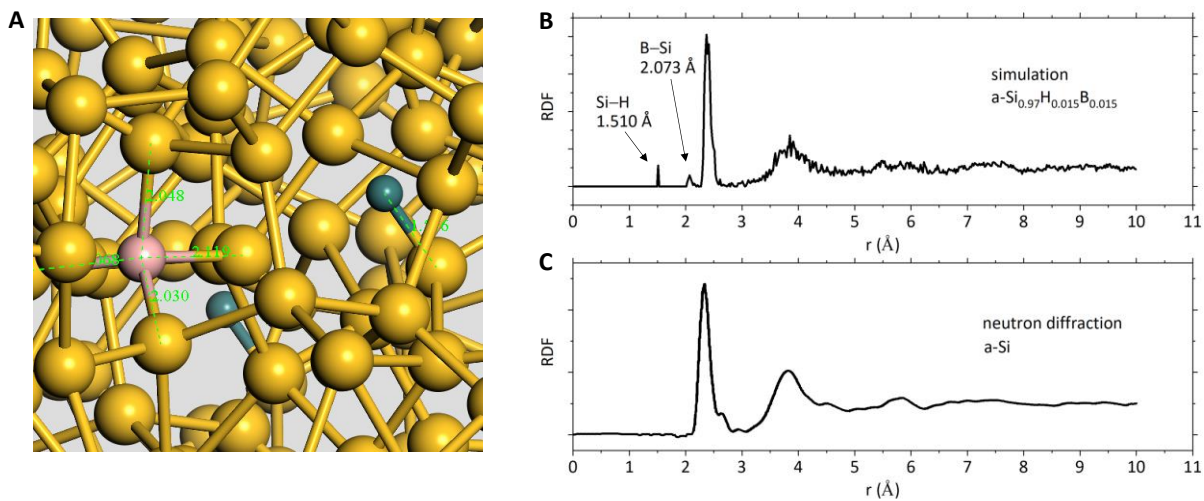 A
2.048
2.119
2.030
B
RDF
Si–H
1.510 Å
B–Si
2.073 Å
simulation
a-Si0.97H0.015B0.015
0 1 2 3 4 5 6 7 8 9 10 11
r (Å)
C
RDF
neutron diffraction
a-Si
0 1 2 3 4 5 6 7 8 9 10 11
r (Å)